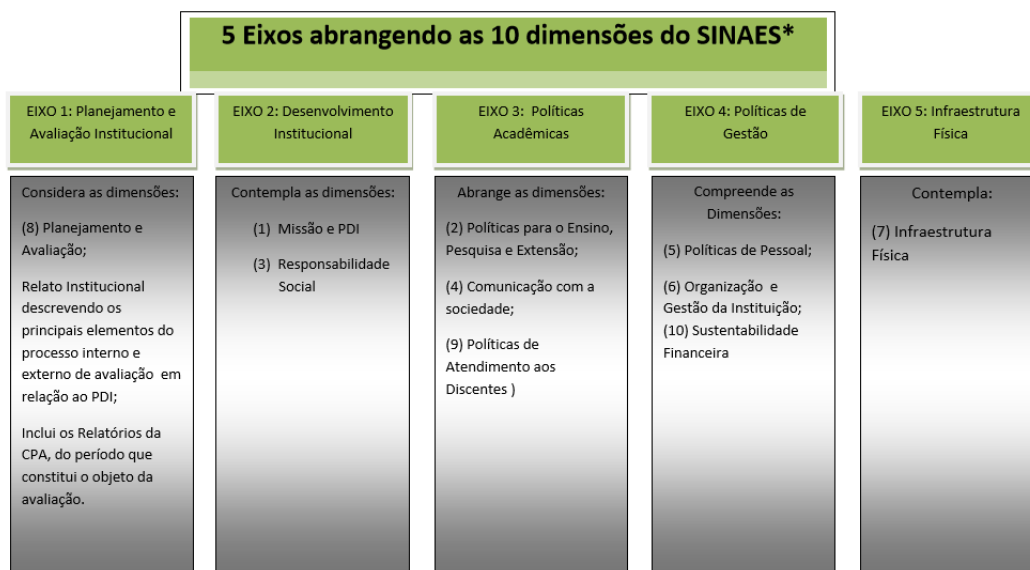 5 Eixos abrangendo as 10 dimensões do SINAES*
EIXO 1: Planejamento e
Avaliação Institucional
Considera as dimensões:
(8) Planejamento e
Avaliação;
Relato Institucional
descrevendo os
principais elementos do
processo interno e
externo de avaliação em
relação ao PDI;
Inclui os Relatórios da
CPA, do período que
constitui o objeto da
avaliação.
EIXO 2: Desenvolvimento
Institucional
Contempla as dimensões:
(1) Missão e PDI
(3) Responsabilidade
Social
EIXO 3: Políticas
Acadêmicas
Abrange as dimensões:
(2) Políticas para o Ensino,
Pesquisa e Extensão;
(4) Comunicação com a
sociedade;
(9) Políticas de
Atendimento aos
Discentes )
EIXO 4: Políticas de
Gestão
Compreende as
Dimensões:
(5) Políticas de Pessoal;
(6) Organização e
Gestão da Instituição;
(10) Sustentabilidade
Financeira
EIXO 5: Infraestrutura
Física
Contempla:
(7) Infraestrutura
Física